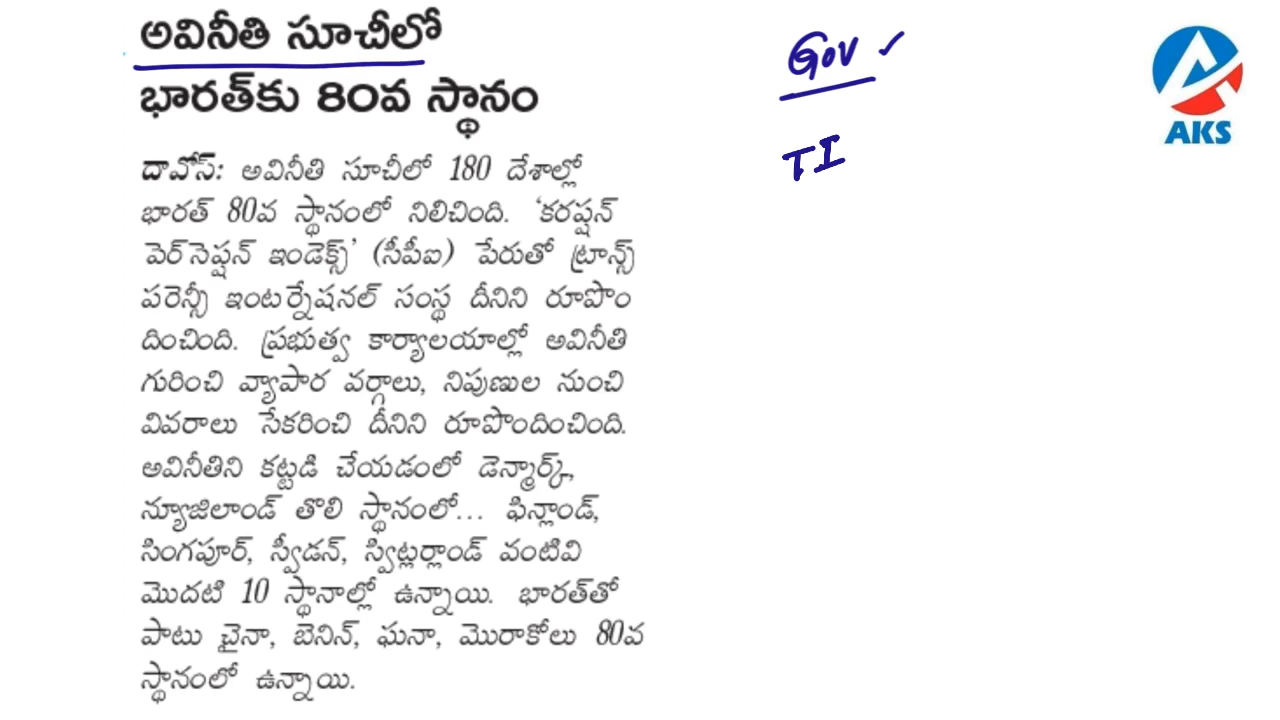 అవినీతి సూచీలో
భారత్‌కు 80వ స్థానం
దావోస్: అవినీతి సూచీలో 180 దేశాల్లో
భారత్ 80వ స్థానంలో నిలిచింది. ‘కరప్షన్
పెర్‌సెప్షన్ ఇండెక్స్’ (సీపీఐ) పేరుతో ట్రాన్స్
పరెన్సీ ఇంటర్నేషనల్ సంస్థ దీనిని రూపొం
దించింది. ప్రభుత్వ కార్యాలయాల్లో అవినీతి
గురించి వ్యాపార వర్గాలు, నిపుణుల నుంచి
వివరాలు సేకరించి దీనిని రూపొందించింది.
అవినీతిని కట్టడి చేయడంలో డెన్మార్క్,
న్యూజిలాండ్ తొలి స్థానంలో... ఫిన్లాండ్,
సింగపూర్, స్వీడన్, స్విట్లర్లాండ్ వంటివి
మొదటి 10 స్థానాల్లో ఉన్నాయి. భారత్‌తో
పాటు చైనా, బెనిన్, ఘనా, మొరాకోలు 80వ
స్థానంలో ఉన్నాయి.
Gov ✓
TI
AKS